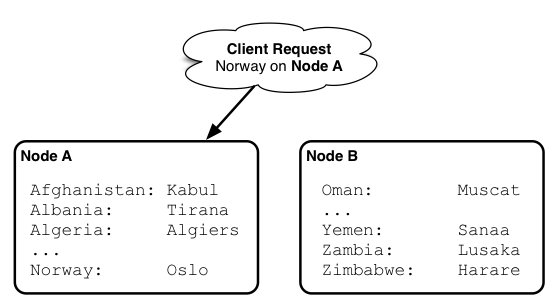 Client Request
Norway on Node A
Node A
Afghanistan: Kabul
Albania: Tirana
Algeria: Algiers
...
Norway: Oslo
Node B
Oman: Muscat
...
Yemen: Sanaa
Zambia: Lusaka
Zimbabwe: Harare